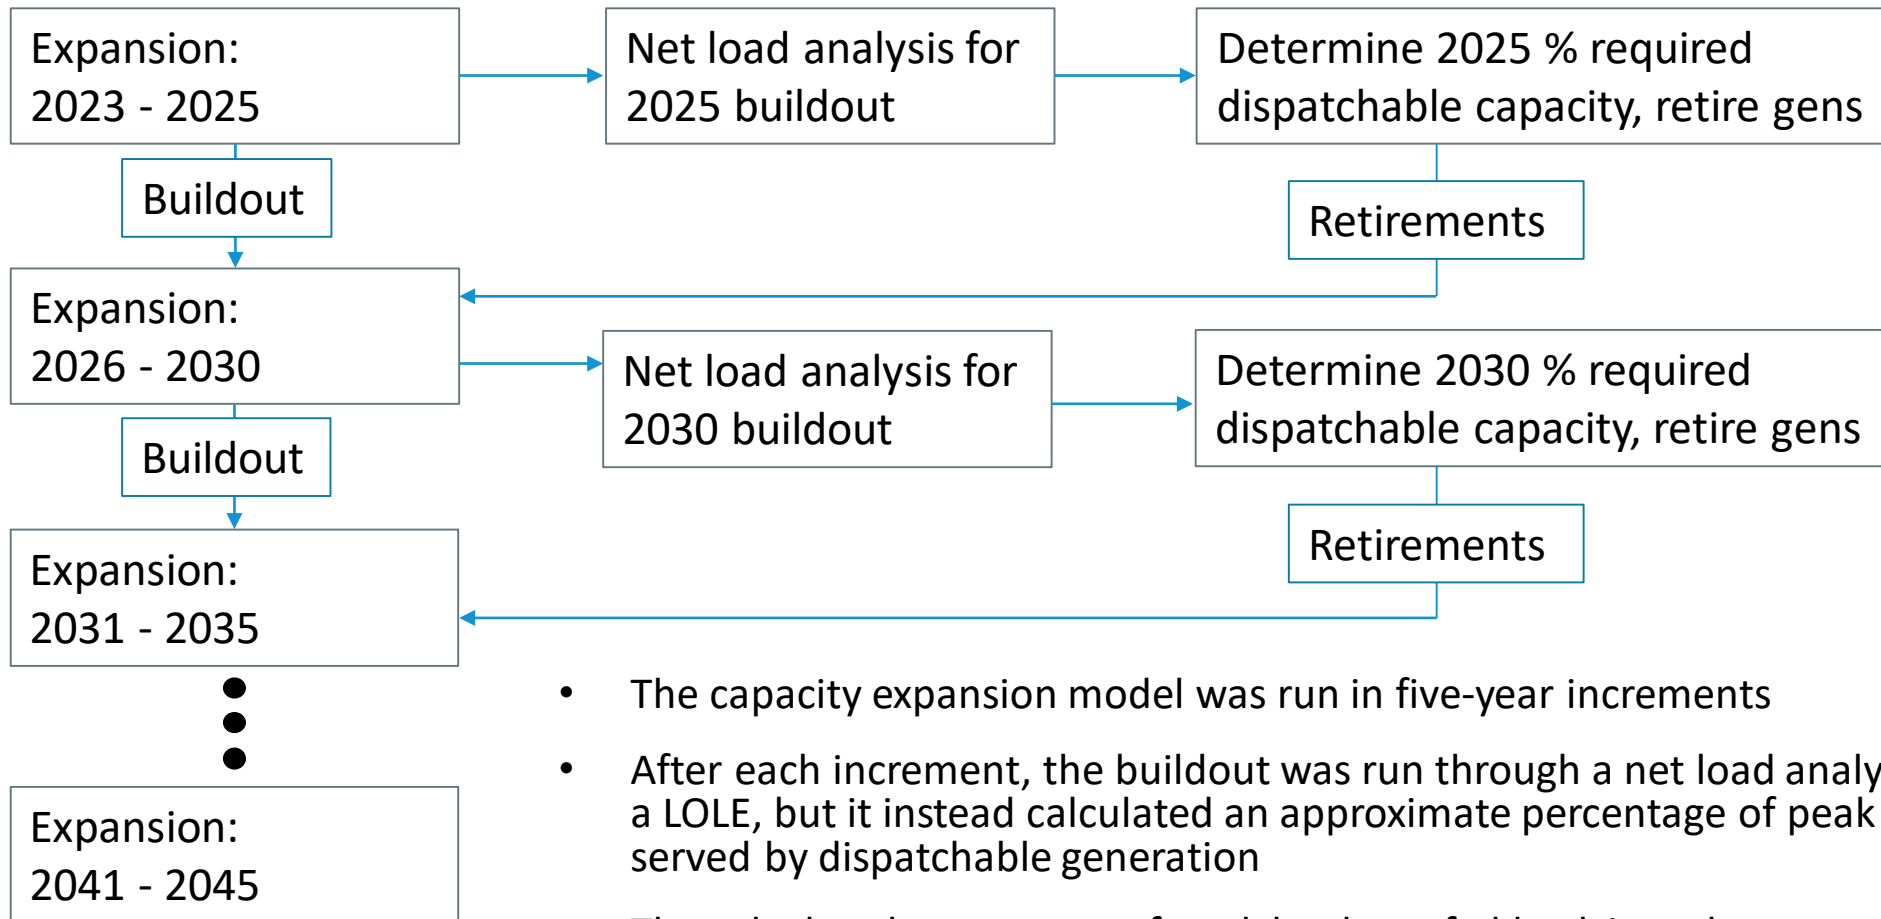 Expansion:
2023 - 2025
Net load analysis for
2025 buildout
Determine 2025 % required
dispatchable capacity, retire gens
Buildout
Retirements
Expansion:
2026 - 2030
Net load analysis for
2030 buildout
Determine 2030 % required
dispatchable capacity, retire gens
Buildout
Retirements
Expansion:
2031 - 2035
• The capacity expansion model was run in five-year increments
• After each increment, the buildout was run through a net load analy
a LOLE, but it instead calculated an approximate percentage of peak
served by dispatchable generation
Expansion:
2041 - 2045